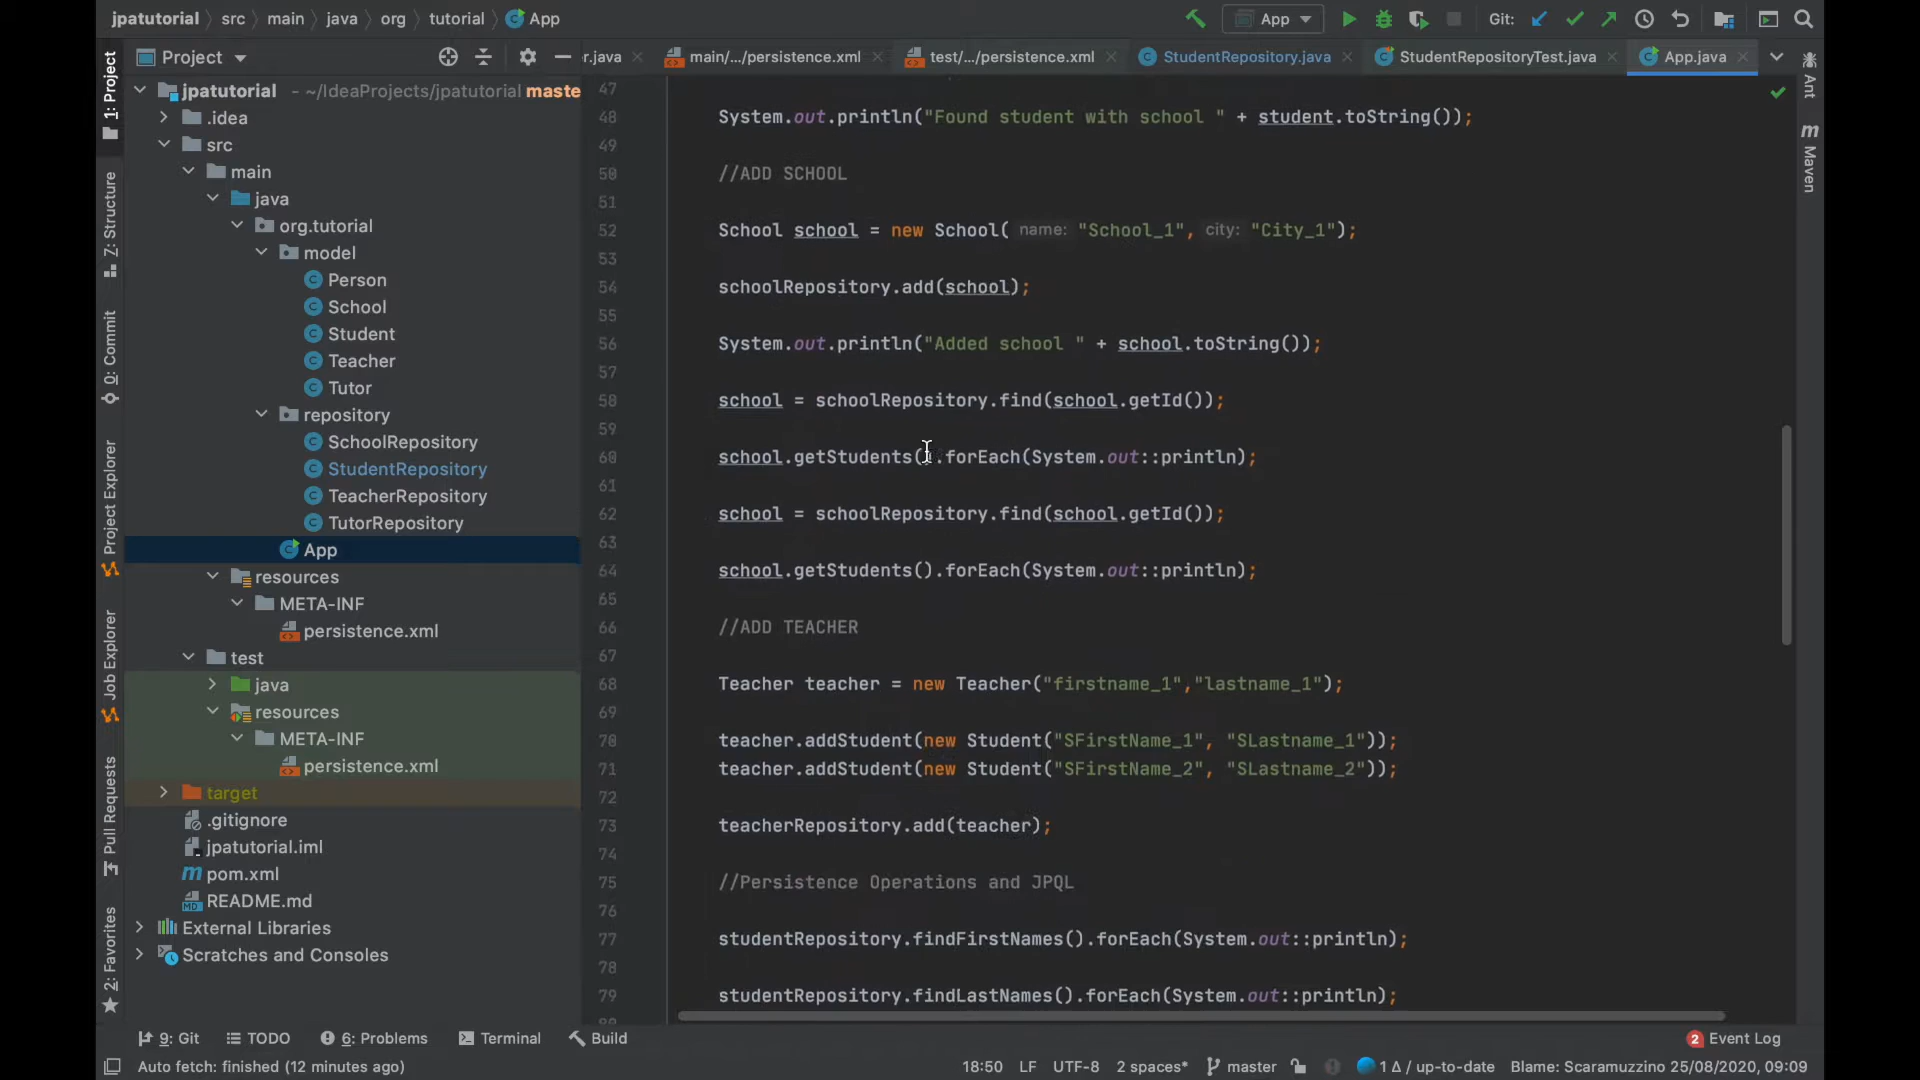 jpatutorial src main java org tutorial App
App
Git:
1: Project
Z: Structure
0: Commit
Project Explorer
Job Explorer
Pull Requests
2: Favorites
Project
r.java main/.../persistence.xml test/.../persistence.xml StudentRepository.java StudentRepositoryTest.java App.java
Ant
Maven
jpatutorial - ~/IdeaProjects/jpatutorial maste
.idea
src
main
java
org.tutorial
model
Person
School
Student
Teacher
Tutor
repository
SchoolRepository
StudentRepository
TeacherRepository
TutorRepository
App
resources
META-INF
persistence.xml
test
java
resources
META-INF
persistence.xml
target
.gitignore
jpatutorial.iml
pom.xml
README.md
External Libraries
Scratches and Consoles
47
48 System.out.println("Found student with school " + student.toString());
49
50 //ADD SCHOOL
51
52 School school = new School( name: "School_1", city: "City_1");
53
54 schoolRepository.add(school);
55
56 System.out.println("Added school " + school.toString());
57
58 school = schoolRepository.find(school.getId());
59
60 school.getStudents().forEach(System.out::println);
61
62 school = schoolRepository.find(school.getId());
63
64 school.getStudents().forEach(System.out::println);
65
66 //ADD TEACHER
67
68 Teacher teacher = new Teacher("firstname_1","lastname_1");
69
70 teacher.addStudent(new Student("SFirstName_1", "SLastname_1"));
71 teacher.addStudent(new Student("SFirstName_2", "SLastname_2"));
72
73 teacherRepository.add(teacher);
74
75 //Persistence Operations and JPQL
76
77 studentRepository.findFirstNames().forEach(System.out::println);
78
79 studentRepository.findLastNames().forEach(System.out::println);
9: Git TODO 6: Problems Terminal Build 2 Event Log
Auto fetch: finished (12 minutes ago) 18:50 LF UTF-8 2 spaces* master 1 Δ / up-to-date Blame: Scaramuzzino 25/08/2020, 09:09